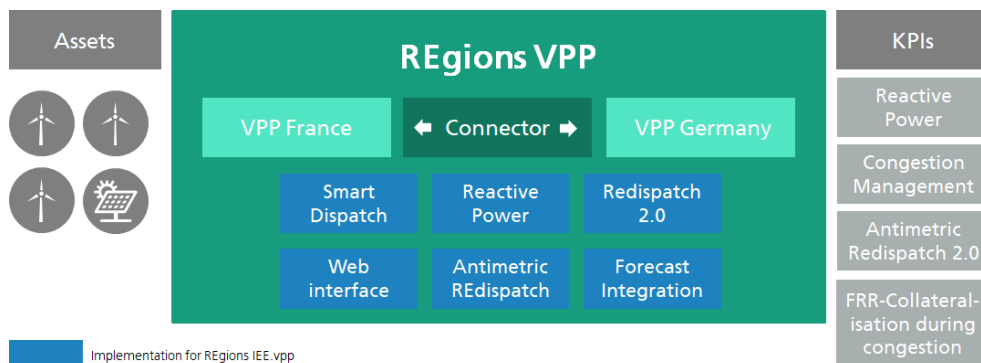 Assets
REgions VPP
VPP France
Connector
VPP Germany
Smart
Dispatch
Reactive
Power
Redispatch
2.0
Web
interface
Antimetric
REdispatch
Forecast
Integration
KPIs
Reactive
Power
Congestion
Management
Antimetric
Redispatch 2.0
FRR-Collateral-
isation during
congestion
Implementation for REgions IEE.vpp